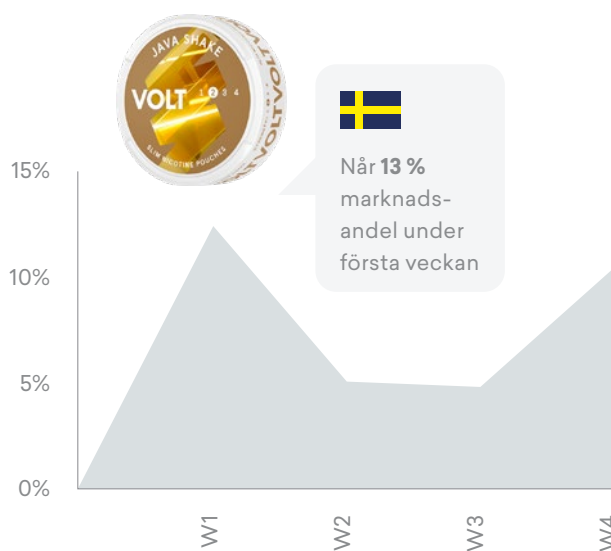 JAVA SHAKE
VOLT 1 2 3 4
SLIM NICOTINE POUCHES
VOLT
Når 13 %
marknads-
andel under
första veckan
15%
10%
5%
0%
W1
W2
W3
W4